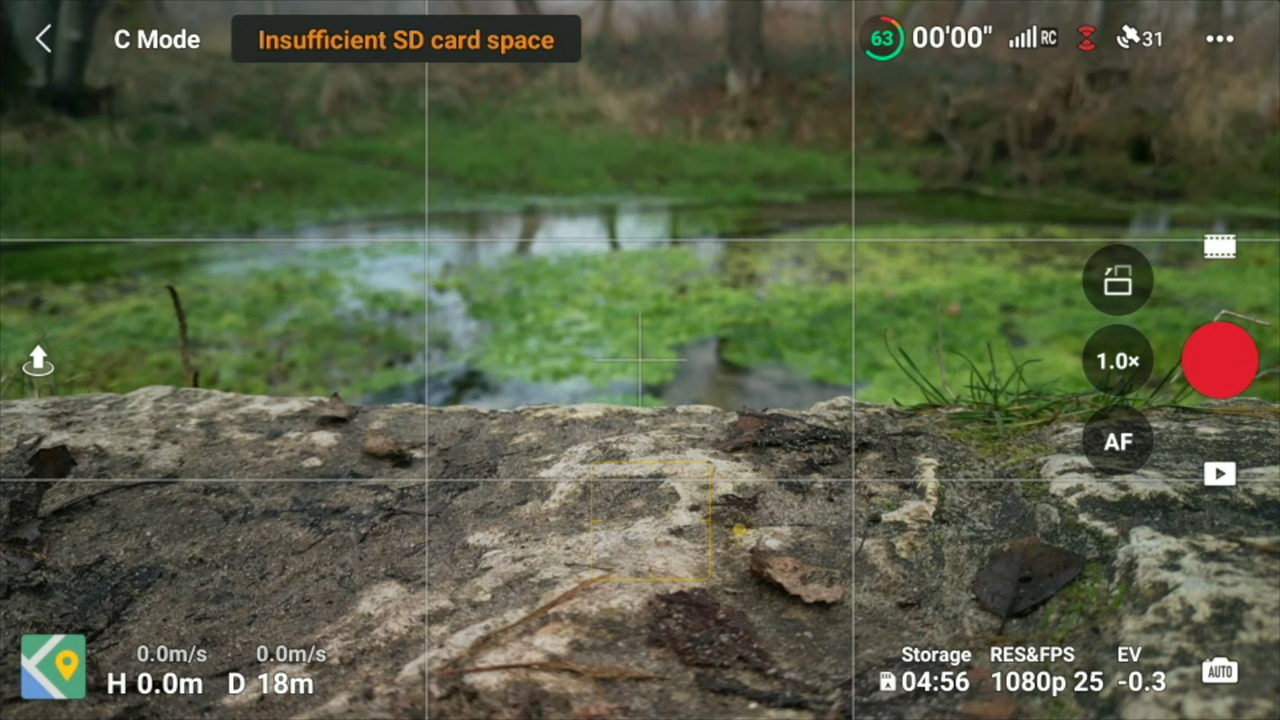 C Mode
Insufficient SD card space
63
00'00"
RC
31
1.0×
AF
0.0m/s
0.0m/s
H 0.0m
D 18m
Storage
RES&FPS
EV
04:56
1080p 25
-0.3
AUTO